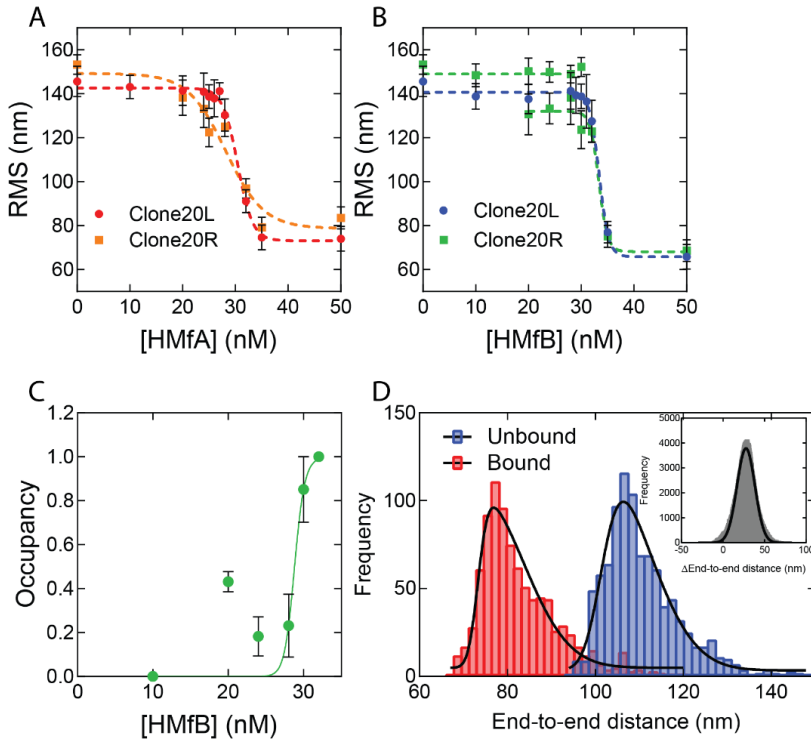 A
160
140
120
100
80
60
RMS (nm)
Clone20L
Clone20R
0 10 20 30 40 50
[HMfA] (nM)
B
160
140
120
100
80
60
RMS (nm)
Clone20L
Clone20R
0 10 20 30 40 50
[HMfB] (nM)
C
1.2
1.0
0.8
0.6
0.4
0.2
0.0
Occupancy
0 10 20 30
[HMfB] (nM)
D
150
100
50
0
Frequency
Unbound
Bound
60 80 100 120 140
End-to-end distance (nm)
5000
4000
3000
2000
1000
0
Frequency
-50 0 50 100
ΔEnd-to-end distance (nm)